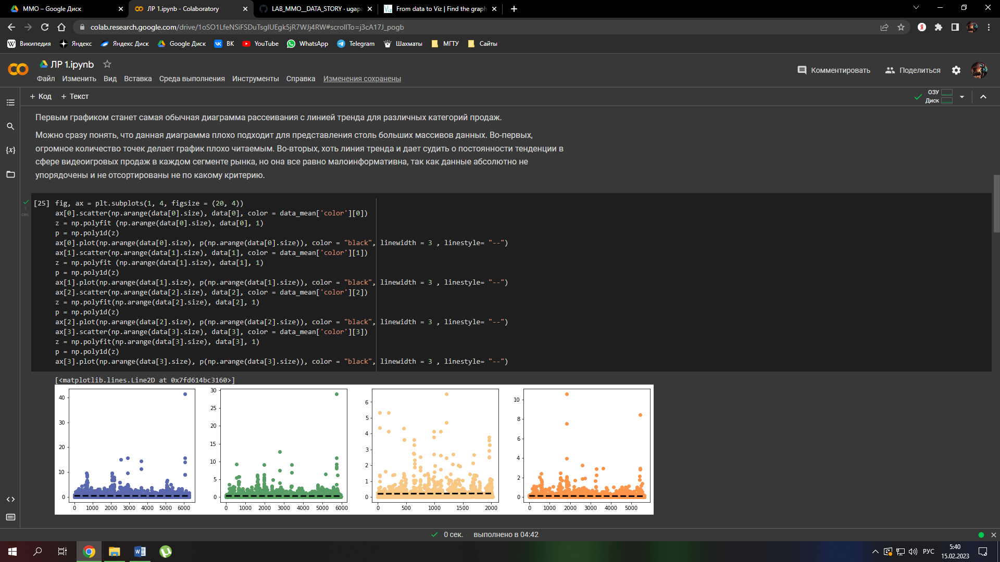 ММО – Google Диск
ЛР 1.ipynb - Colaboratory
LAB_MMO__DATA_STORY · ugapa
From data to Viz | Find the graph
colab.research.google.com/drive/1oSO1LfeNSiFSDuTsgIUEgk5jR7WJj4RW#scrollTo=j3cA17J_pogb
Википедия
Яндекс
Яндекс Диск
Google Диск
ВК
YouTube
WhatsApp
Telegram
Шахматы
МГТУ
Сайты
ЛР 1.ipynb
Файл Изменить Вид Вставка Среда выполнения Инструменты Справка Изменения сохранены
Комментировать
Поделиться
+ Код + Текст
ОЗУ
Диск
Первым графиком станет самая обычная диаграмма рассеивания с линией тренда для различных категорий продаж.
Можно сразу понять, что данная диаграмма плохо подходит для представления столь больших массивов данных. Во-первых,
огромное количество точек делает график плохо читаемым. Во-вторых, хоть линия тренда и дает судить о постоянности тенденции в
сфере видеоигровых продаж в каждом сегменте рынка, но она все равно малоинформативна, так как данные абсолютно не
упорядочены и не отсортированы не по какому критерию.
1
сек.
[25] fig, ax = plt.subplots(1, 4, figsize = (20, 4))
ax[0].scatter(np.arange(data[0].size), data[0], color = data_mean['color'][0])
z = np.polyfit (np.arange(data[0].size), data[0], 1)
p = np.poly1d(z)
ax[0].plot(np.arange(data[0].size), p(np.arange(data[0].size)), color = "black", linewidth = 3 , linestyle= "--")
ax[1].scatter(np.arange(data[1].size), data[1], color = data_mean['color'][1])
z = np.polyfit (np.arange(data[1].size), data[1], 1)
p = np.poly1d(z)
ax[1].plot(np.arange(data[1].size), p(np.arange(data[1].size)), color = "black", linewidth = 3 , linestyle= "--")
ax[2].scatter(np.arange(data[2].size), data[2], color = data_mean['color'][2])
z = np.polyfit(np.arange(data[2].size), data[2], 1)
p = np.poly1d(z)
ax[2].plot(np.arange(data[2].size), p(np.arange(data[2].size)), color = "black", linewidth = 3 , linestyle= "--")
ax[3].scatter(np.arange(data[3].size), data[3], color = data_mean['color'][3])
z = np.polyfit(np.arange(data[3].size), data[3], 1)
p = np.poly1d(z)
ax[3].plot(np.arange(data[3].size), p(np.arange(data[3].size)), color = "black", linewidth = 3 , linestyle= "--")
[<matplotlib.lines.Line2D at 0x7fd614bc3160>]
40
30
20
10
0
0 1000 2000 3000 4000 5000 6000
30
25
20
15
10
5
0
0 1000 2000 3000 4000 5000 6000
6
5
4
3
2
1
0
0 500 1000 1500 2000
10
8
6
4
2
0
0 1000 2000 3000 4000 5000
0 сек. выполнено в 04:42
РУС
5:40
15.02.2023